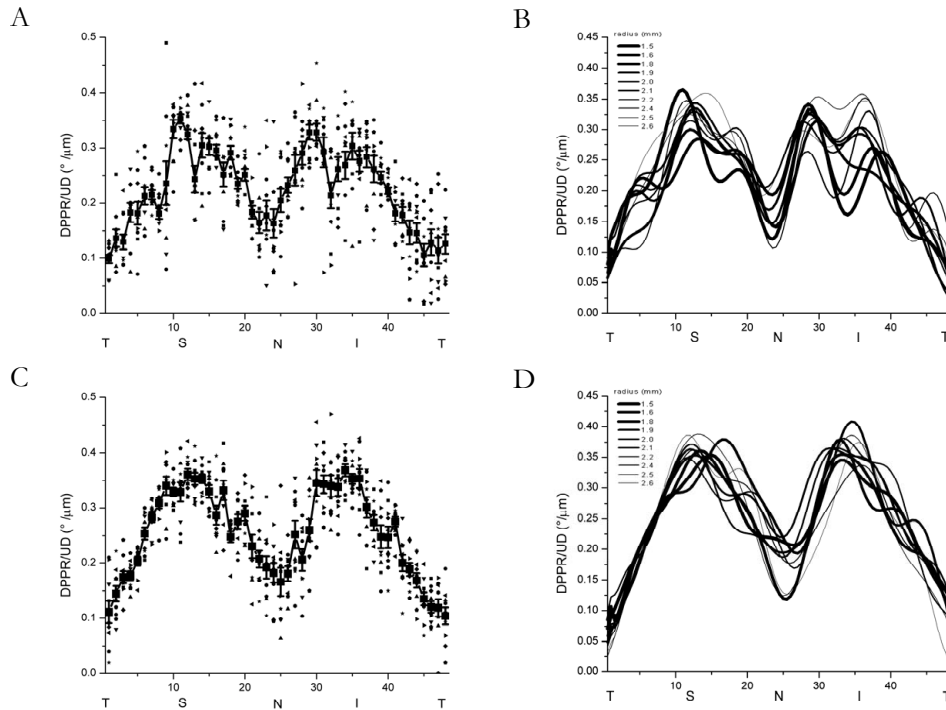 A
DPPR/UD (°/μm)
0.5
0.4
0.3
0.2
0.1
0.0
10 20 30 40
T S N I T
B
DPPR/UD (°/μm)
0.45
0.40
0.35
0.30
0.25
0.20
0.15
0.10
0.05
0.00
radius (mm)
1.5
1.6
1.8
1.9
2.0
2.1
2.2
2.4
2.5
2.6
10 20 30 40
T S N I T
C
DPPR/UD (°/μm)
0.5
0.4
0.3
0.2
0.1
0.0
10 20 30 40
T S N I T
D
DPPR/UD (°/μm)
0.45
0.40
0.35
0.30
0.25
0.20
0.15
0.10
0.05
0.00
radius (mm)
1.5
1.6
1.8
1.9
2.0
2.1
2.2
2.4
2.5
2.6
10 20 30 40
T S N I T